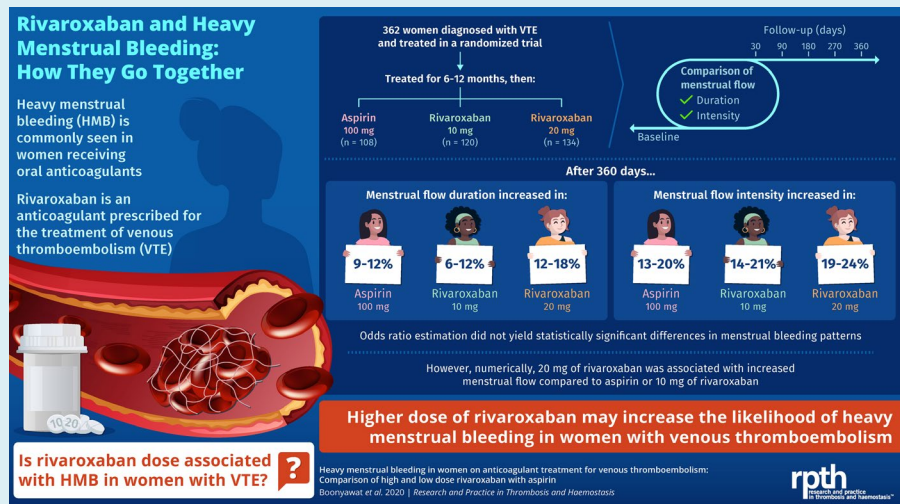 Rivaroxaban and Heavy
Menstrual Bleeding:
How They Go Together
Heavy menstrual
bleeding (HMB) is
commonly seen in
women receiving
oral anticoagulants
Rivaroxaban is an
anticoagulant prescribed for
the treatment of venous
thromboembolism (VTE)
10 20
Is rivaroxaban dose associated
with HMB in women with VTE?
?
362 women diagnosed with VTE
and treated in a randomized trial
Treated for 6-12 months, then:
Aspirin
100 mg
(n = 108)
Rivaroxaban
10 mg
(n = 120)
Rivaroxaban
20 mg
(n = 134)
Follow-up (days)
30 90 180 270 360
Comparison of
menstrual flow
✓ Duration
✓ Intensity
Baseline
After 360 days...
Menstrual flow duration increased in:
9-12%
Aspirin
100 mg
6-12%
Rivaroxaban
10 mg
12-18%
Rivaroxaban
20 mg
Menstrual flow intensity increased in:
13-20%
Aspirin
100 mg
14-21%
Rivaroxaban
10 mg
19-24%
Rivaroxaban
20 mg
Odds ratio estimation did not yield statistically significant differences in menstrual bleeding patterns
However, numerically, 20 mg of rivaroxaban was associated with increased
menstrual flow compared to aspirin or 10 mg of rivaroxaban
Higher dose of rivaroxaban may increase the likelihood of heavy
menstrual bleeding in women with venous thromboembolism
Heavy menstrual bleeding in women on anticoagulant treatment for venous thromboembolism:
Comparison of high and low dose rivaroxaban with aspirin
Boonyawat et al. 2020 | Research and Practice in Thrombosis and Haemostasis
rpth
research and practice
in thrombosis and haemostasis